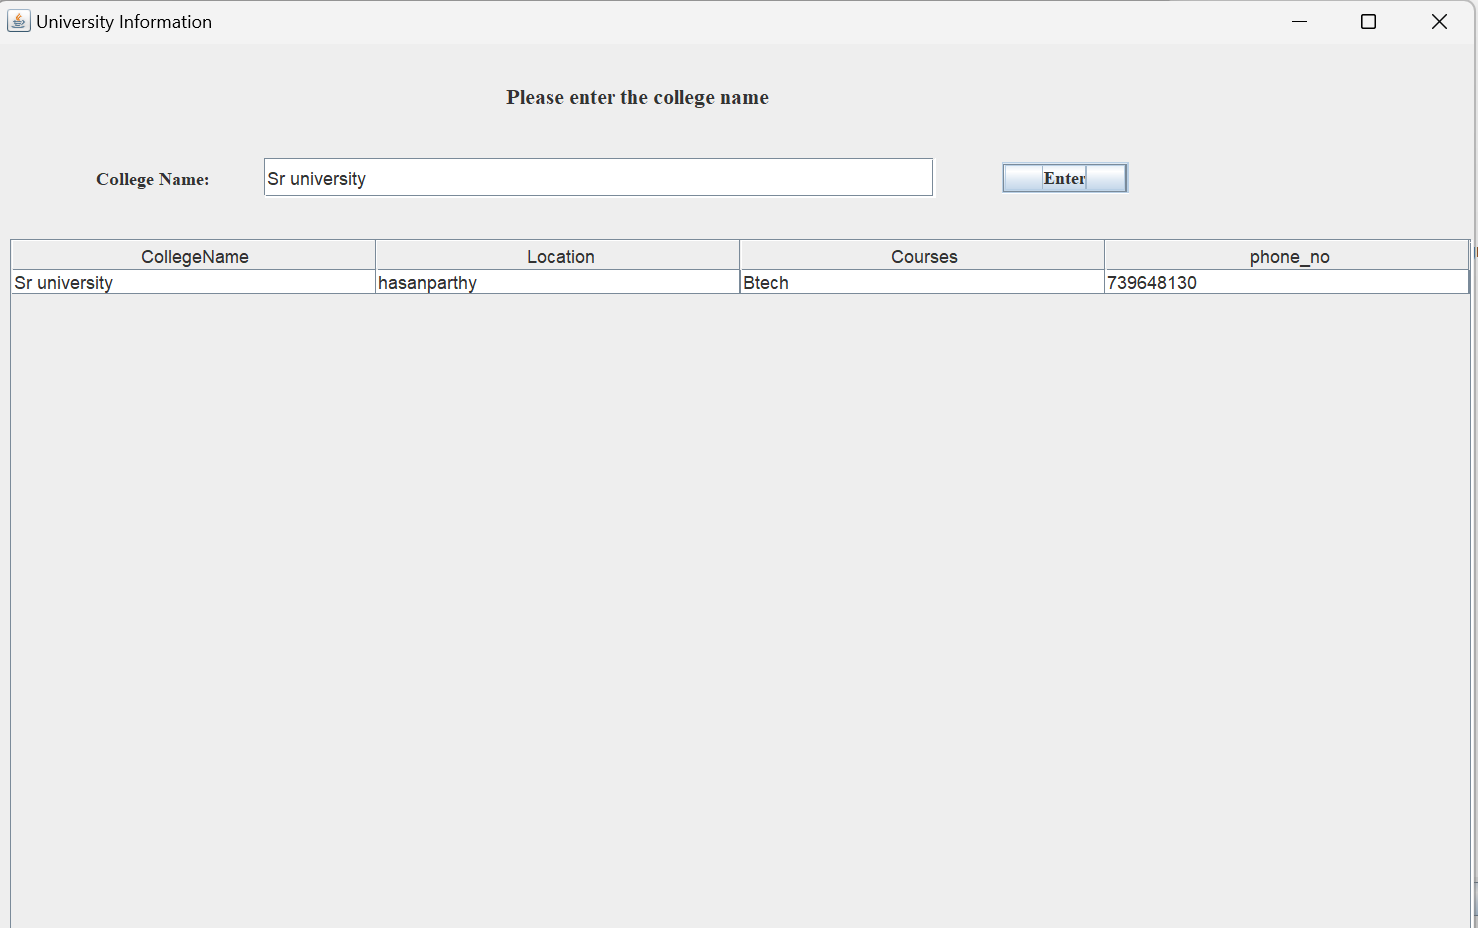 University Information
Please enter the college name
College Name: Sr university Enter
CollegeName Location Courses phone_no
Sr university hasanparthy Btech 739648130